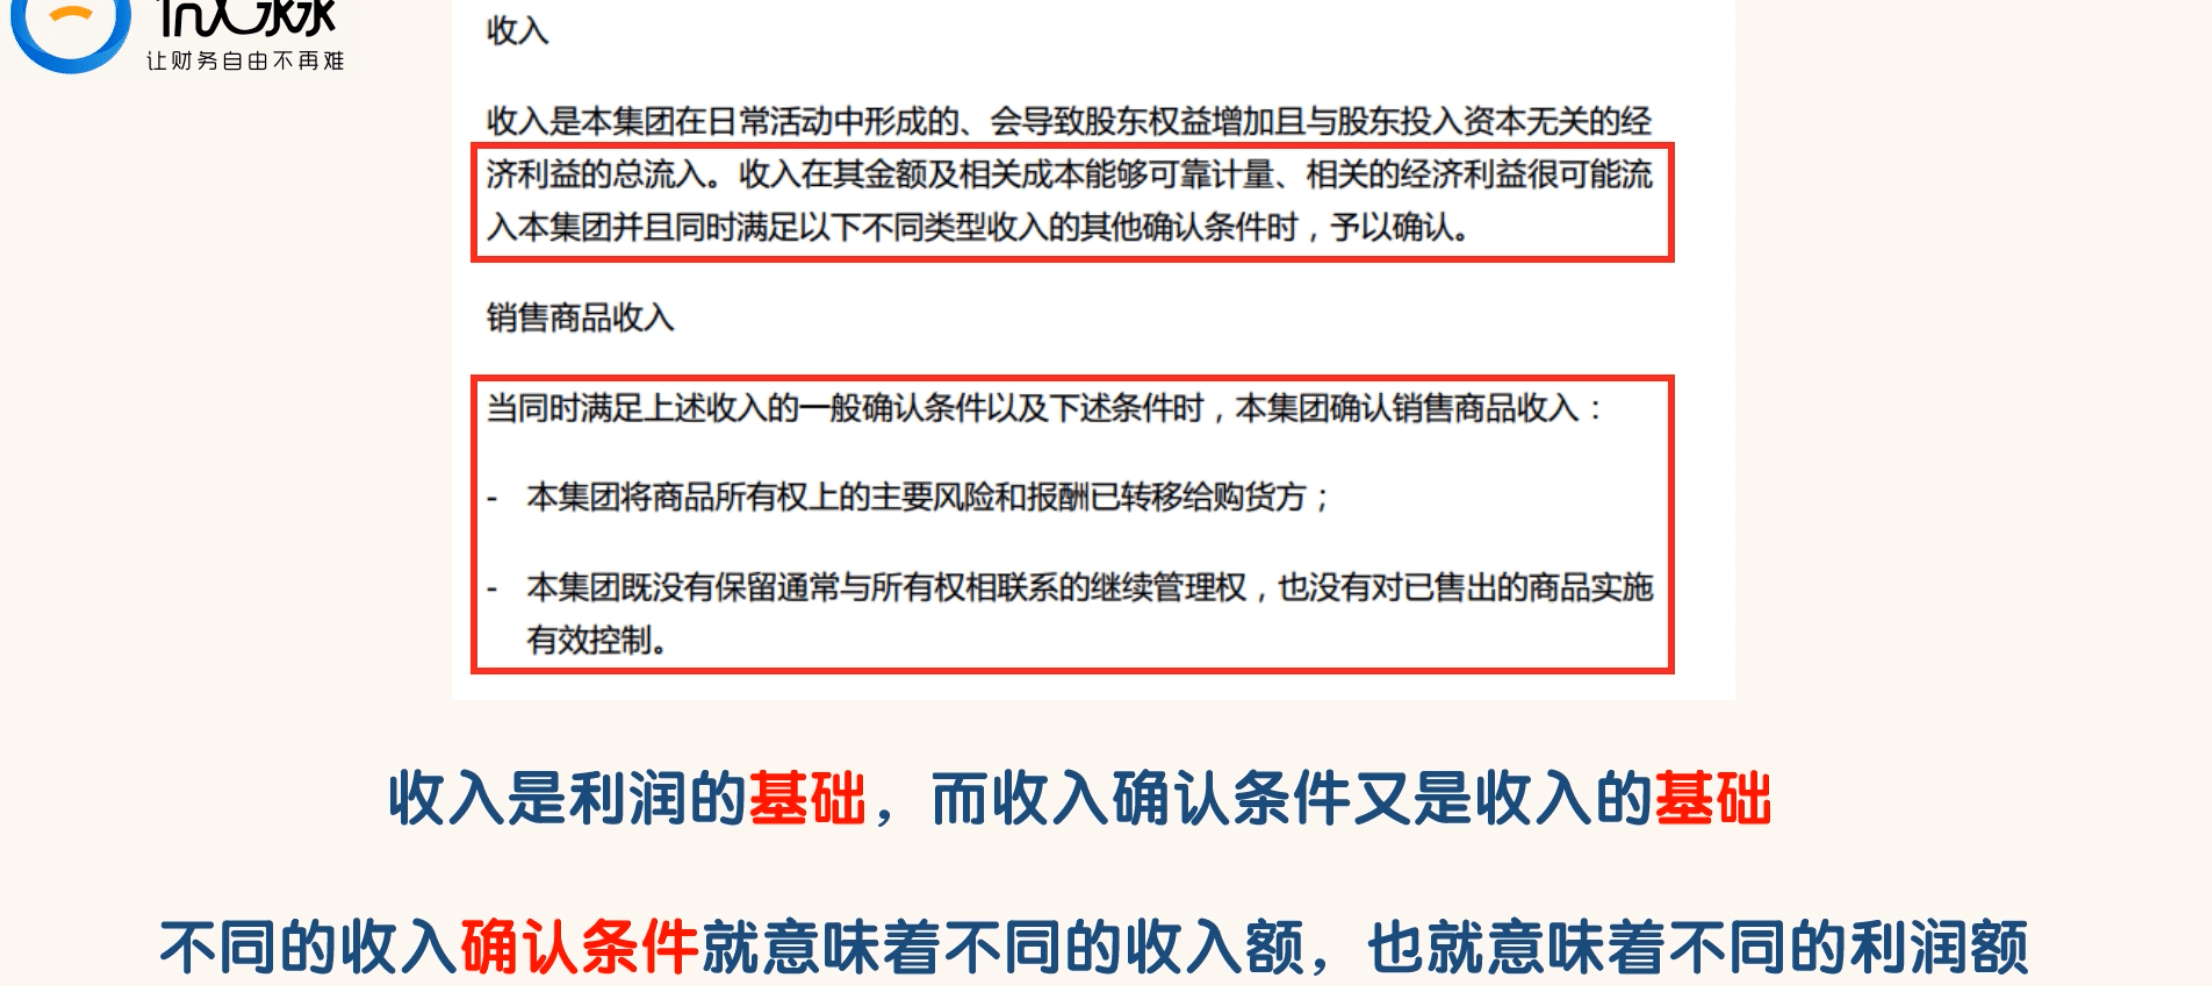 让财务自由不再难
收入
收入是本集团在日常活动中形成的、会导致股东权益增加且与股东投入资本无关的经
济利益的总流入。收入在其金额及相关成本能够可靠计量、相关的经济利益很可能流
入本集团并且同时满足以下不同类型收入的其他确认条件时，予以确认。
销售商品收入
当同时满足上述收入的一般确认条件以及下述条件时，本集团确认销售商品收入：
- 本集团将商品所有权上的主要风险和报酬已转移给购货方；
- 本集团既没有保留通常与所有权相联系的继续管理权，也没有对已售出的商品实施
有效控制。
收入是利润的基础，而收入确认条件又是收入的基础
不同的收入确认条件就意味着不同的收入额，也就意味着不同的利润额